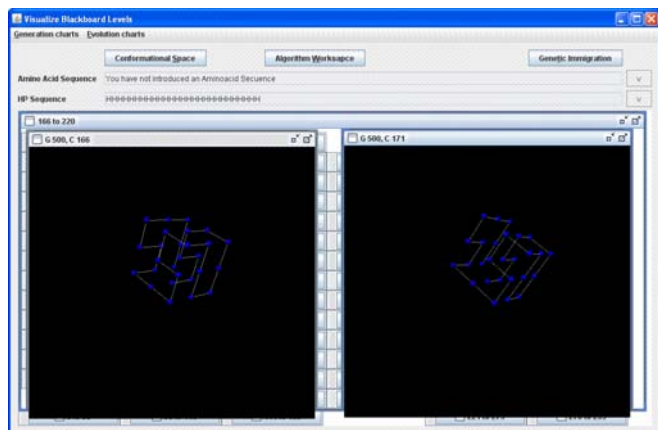 Visualize Blackboard Levels
Generation charts Evolution charts
Conformational Space Algorithm Worksapce Genetic Immigration
Amino Acid Sequence You have not introduced an Aminoacid Secuence v
HP Sequence v
166 to 220
G 500, C 166 G 500, C 171